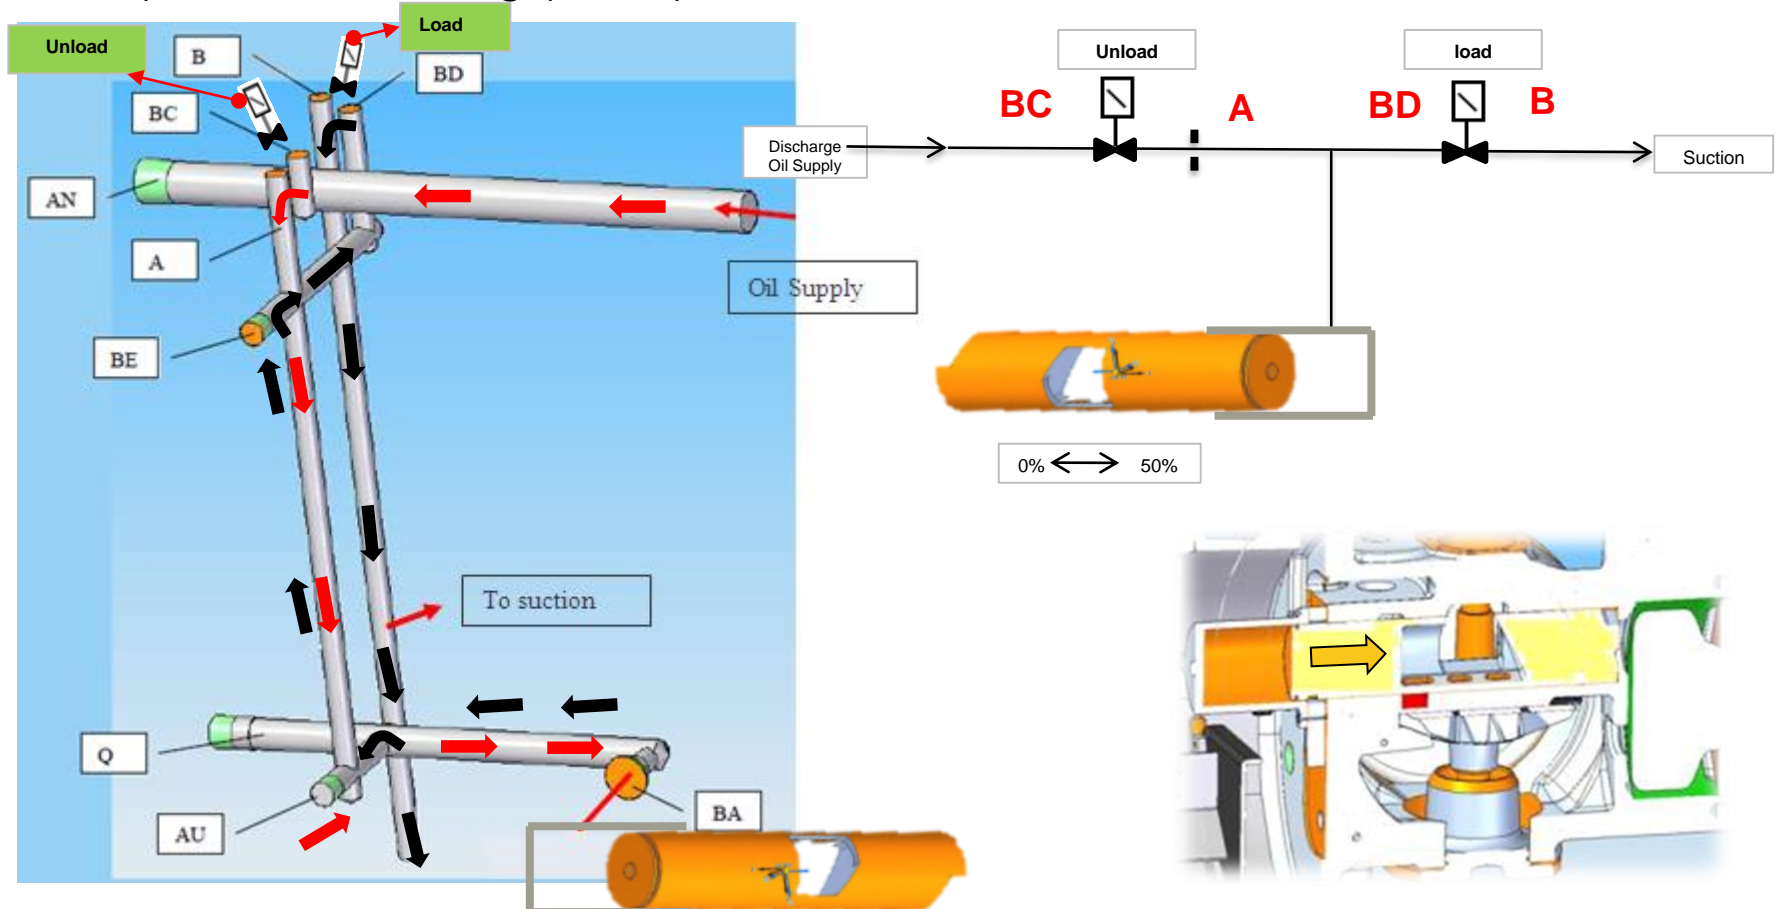 Load
Unload
B
BD
BC
AN
A
BE
Oil Supply
To suction
Q
AU
BA
Unload
load
BC
A
BD
B
Discharge
Oil Supply
Suction
0% 50%